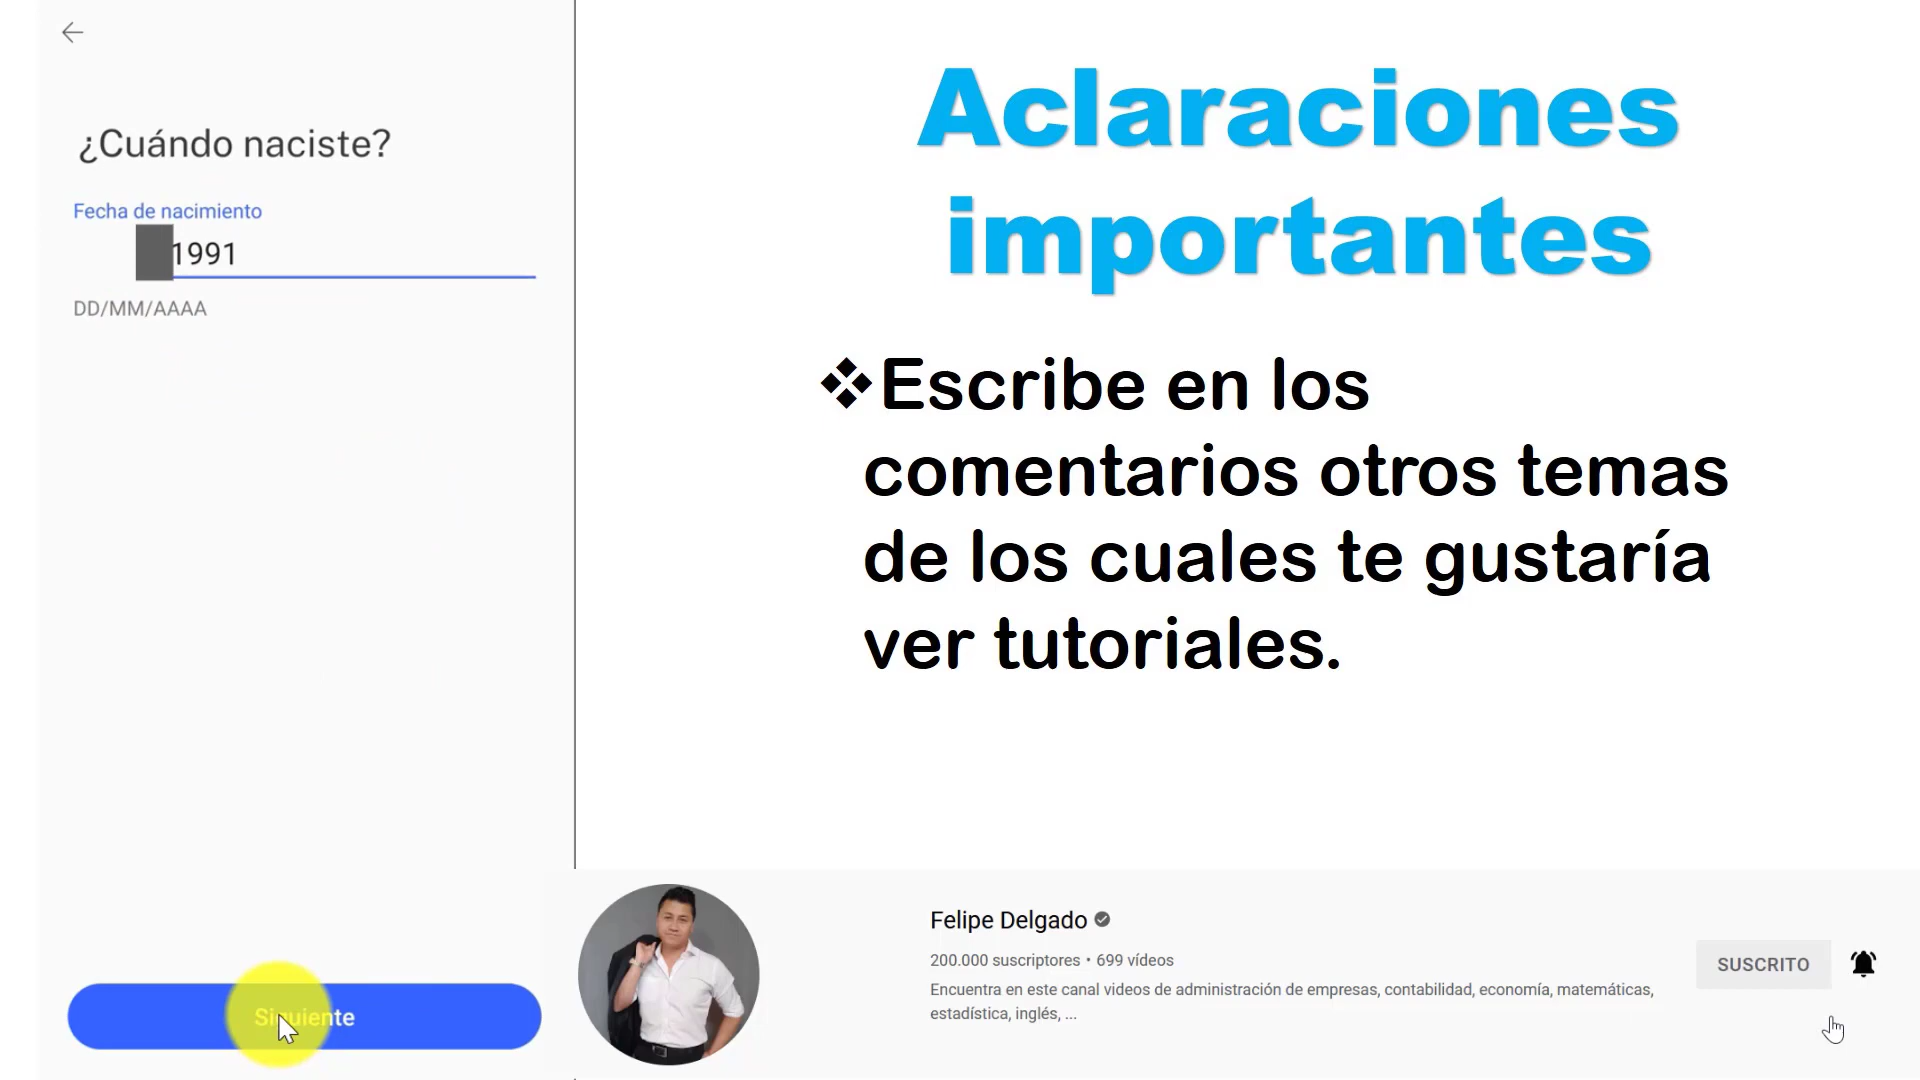 ¿Cuándo naciste?
Fecha de nacimiento
1991
DD/MM/AAAA
Siguiente
Aclaraciones
importantes
❖Escribe en los
comentarios otros temas
de los cuales te gustaría
ver tutoriales.
Felipe Delgado
200.000 suscriptores • 699 vídeos
Encuentra en este canal videos de administración de empresas, contabilidad, economía, matemáticas,
estadística, inglés, ...
SUSCRITO